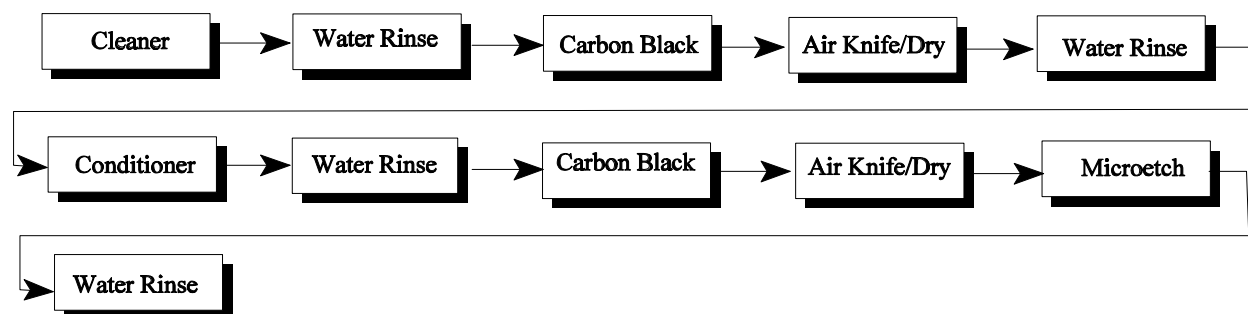 Cleaner
Water Rinse
Carbon Black
Air Knife/Dry
Water Rinse
Conditioner
Water Rinse
Carbon Black
Air Knife/Dry
Microetch
Water Rinse